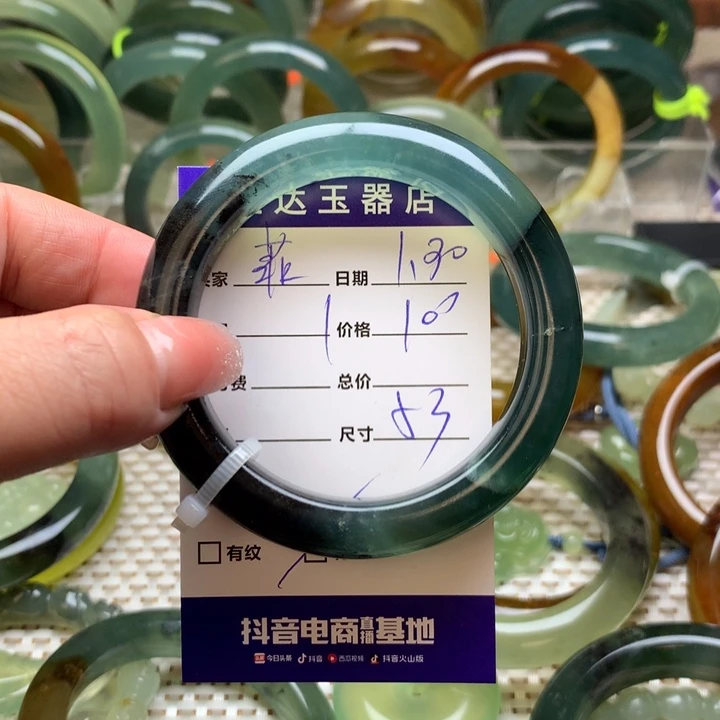 达玉器店
家 菲 日期 1.30
1 价格 100
费 总价
尺寸 53
有纹
抖音电商直播基地
今日头条 抖音 西瓜视频 抖音火山版